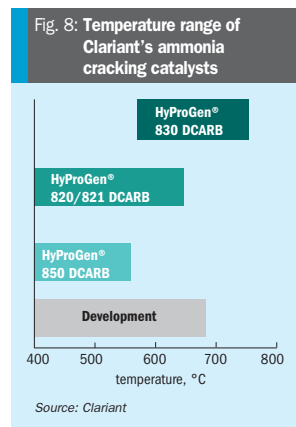 Fig. 8: Temperature range of
Clariant's ammonia
cracking catalysts
HyProGen®
830 DCARB
HyProGen®
820/821 DCARB
HyProGen®
850 DCARB
Development
400 500 600 700 800
temperature, °C
Source: Clariant